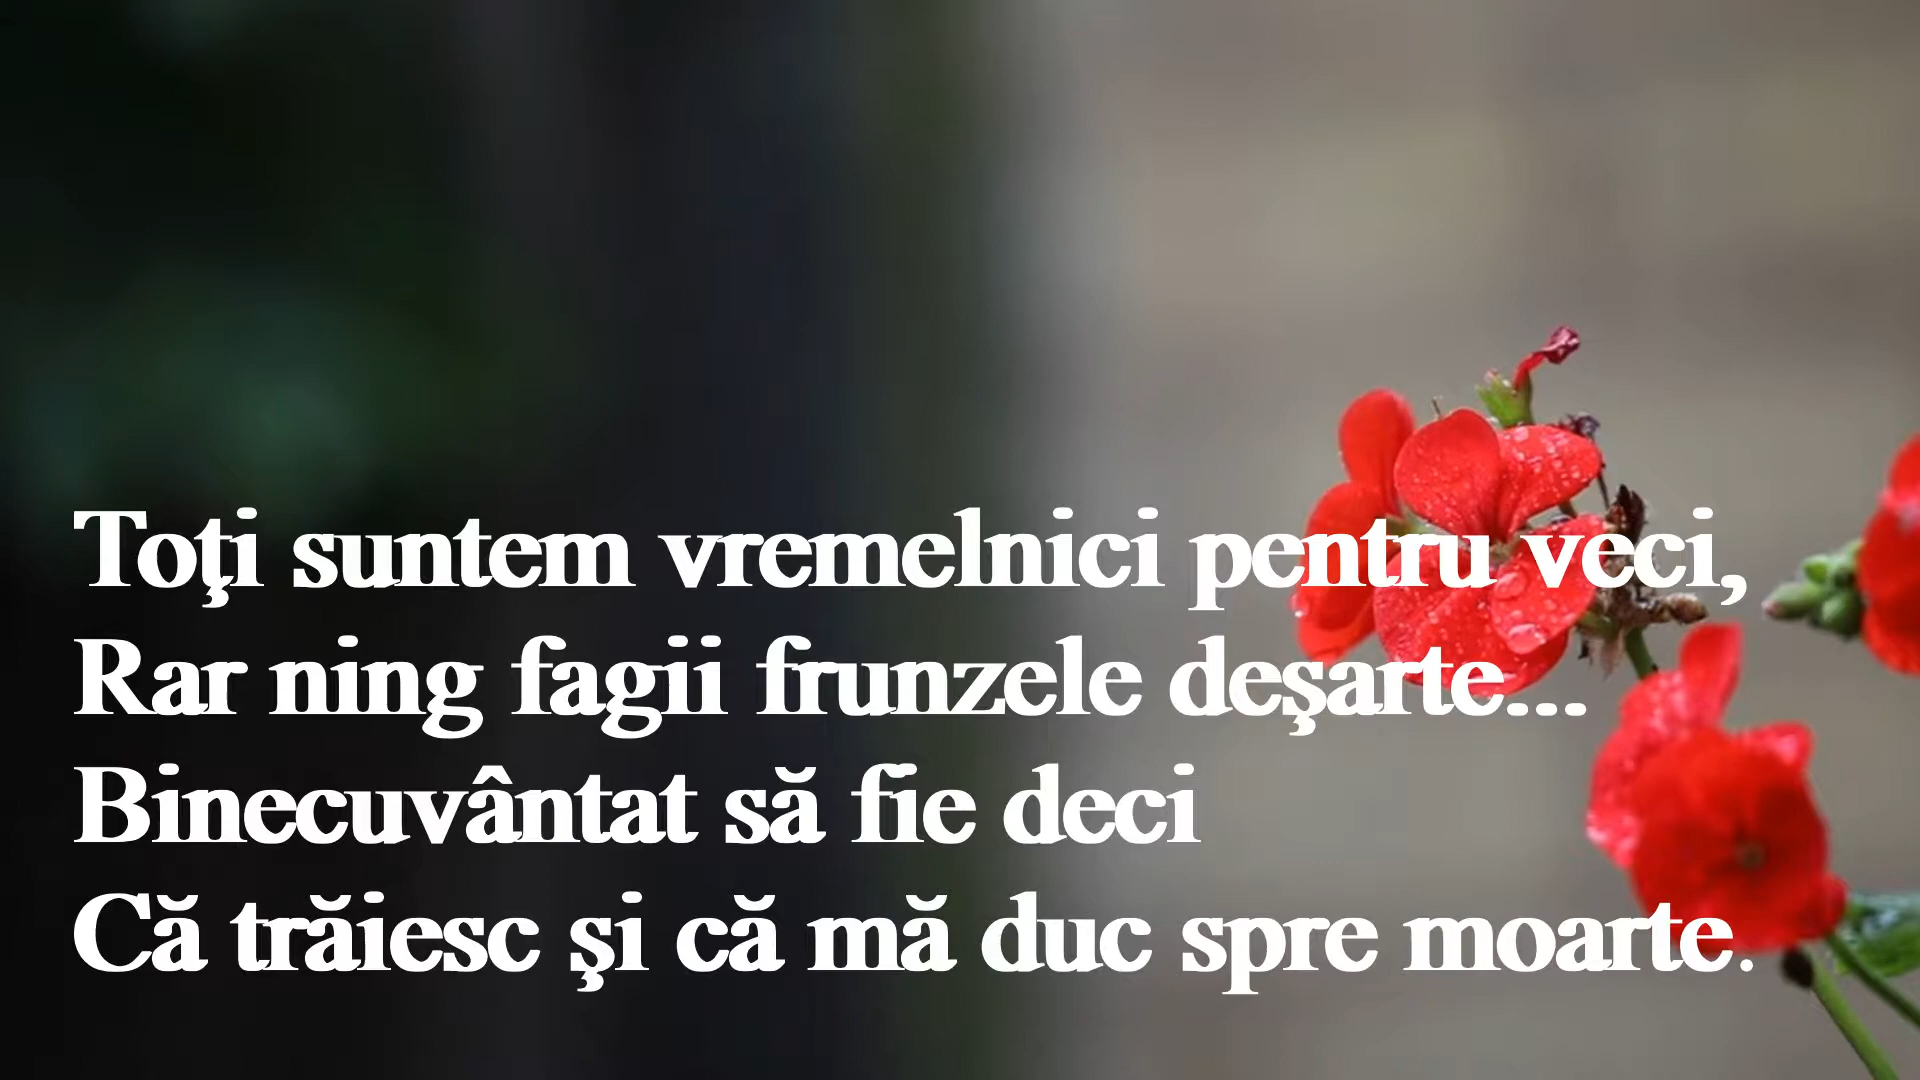 Toţi suntem vremelnici pentru veci,
Rar ning fagii frunzele deşarte...
Binecuvântat să fie deci
Că trăiesc şi că mă duc spre moarte.